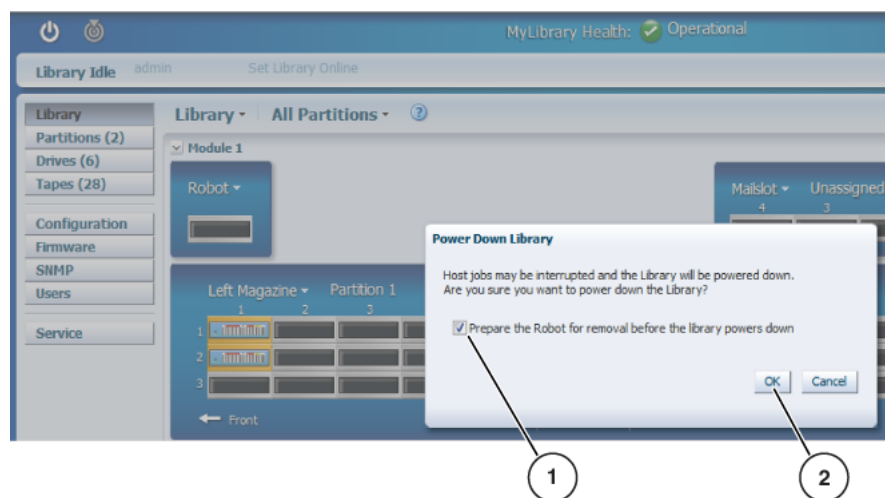 MyLibrary Health: Operational
Library Idle admin Set Library Online
Library
Partitions (2)
Drives (6)
Tapes (28)
Configuration
Firmware
SNMP
Users
Service
Library All Partitions ?
Module 1
Robot
Mailslot Unassigned
4 3
Left Magazine Partition 1
1 2 3
1
2
3
Front
Power Down Library
Host jobs may be interrupted and the Library will be powered down.
Are you sure you want to power down the Library?
Prepare the Robot for removal before the library powers down
OK Cancel
1 2